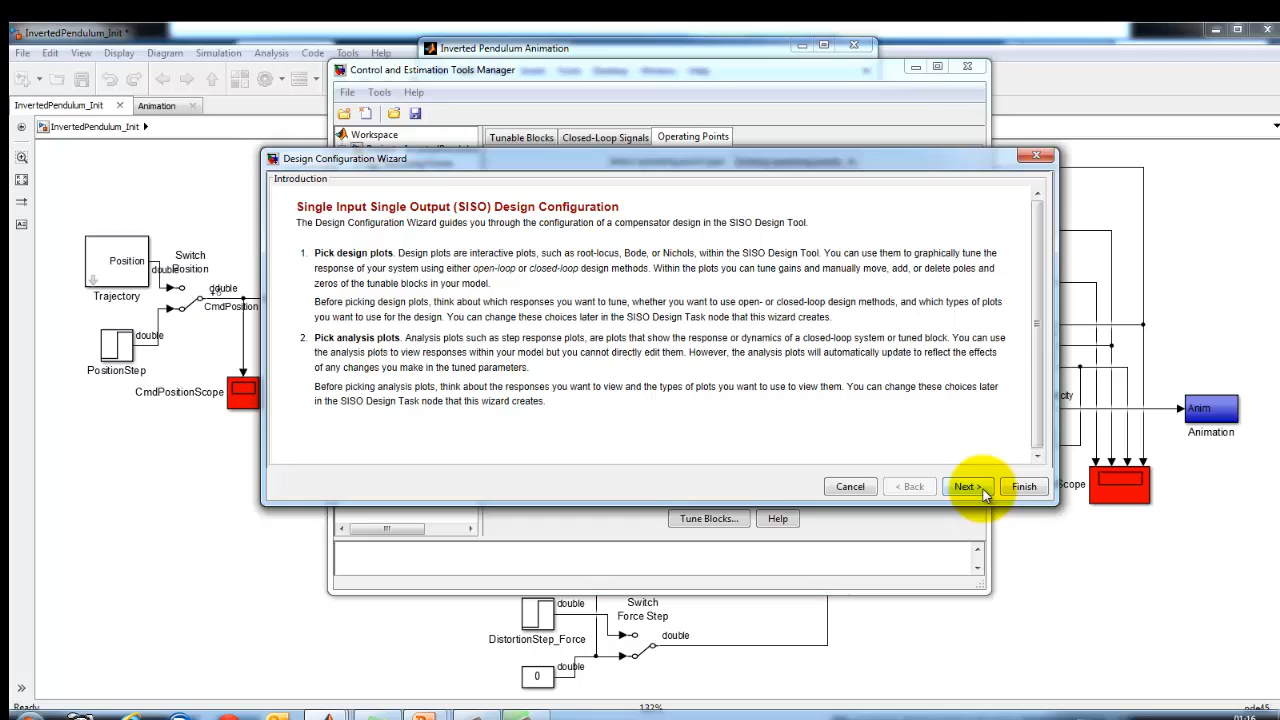 InvertedPendulum_Init *
File Edit View Display Diagram Simulation Analysis Code Tools Help
Inverted Pendulum Animation
Control and Estimation Tools Manager
File Tools Help
InvertedPendulum_Init
Animation
InvertedPendulum_Init
Workspace
Tunable Blocks
Closed-Loop Signals
Operating Points
Design Configuration Wizard
Introduction
Single Input Single Output (SISO) Design Configuration
The Design Configuration Wizard guides you through the configuration of a compensator design in the SISO Design Tool.
1. Pick design plots. Design plots are interactive plots, such as root-locus, Bode, or Nichols, within the SISO Design Tool. You can use them to graphically tune the
response of your system using either open-loop or closed-loop design methods. Within the plots you can tune gains and manually move, add, or delete poles and
zeros of the tunable blocks in your model.
Before picking design plots, think about which responses you want to tune, whether you want to use open- or closed-loop design methods, and which types of plots
you want to use for the design. You can change these choices later in the SISO Design Task node that this wizard creates.
2. Pick analysis plots. Analysis plots such as step response plots, are plots that show the response or dynamics of a closed-loop system or tuned block. You can use
the analysis plots to view responses within your model but you cannot directly edit them. However, the analysis plots will automatically update to reflect the effects
of any changes you make in the tuned parameters.
Before picking analysis plots, think about the responses you want to view and the types of plots you want to use to view them. You can change these choices later
in the SISO Design Task node that this wizard creates.
Cancel
< Back
Next >
Finish
Tune Blocks...
Help
Position
Trajectory
double
Switch
Position
double
CmdPosition
double
PositionStep
CmdPositionScope
city
Anim
Animation
Scope
double
DistortionStep_Force
Switch
Force Step
double
0
double
Ready
132%
ode45
01:16